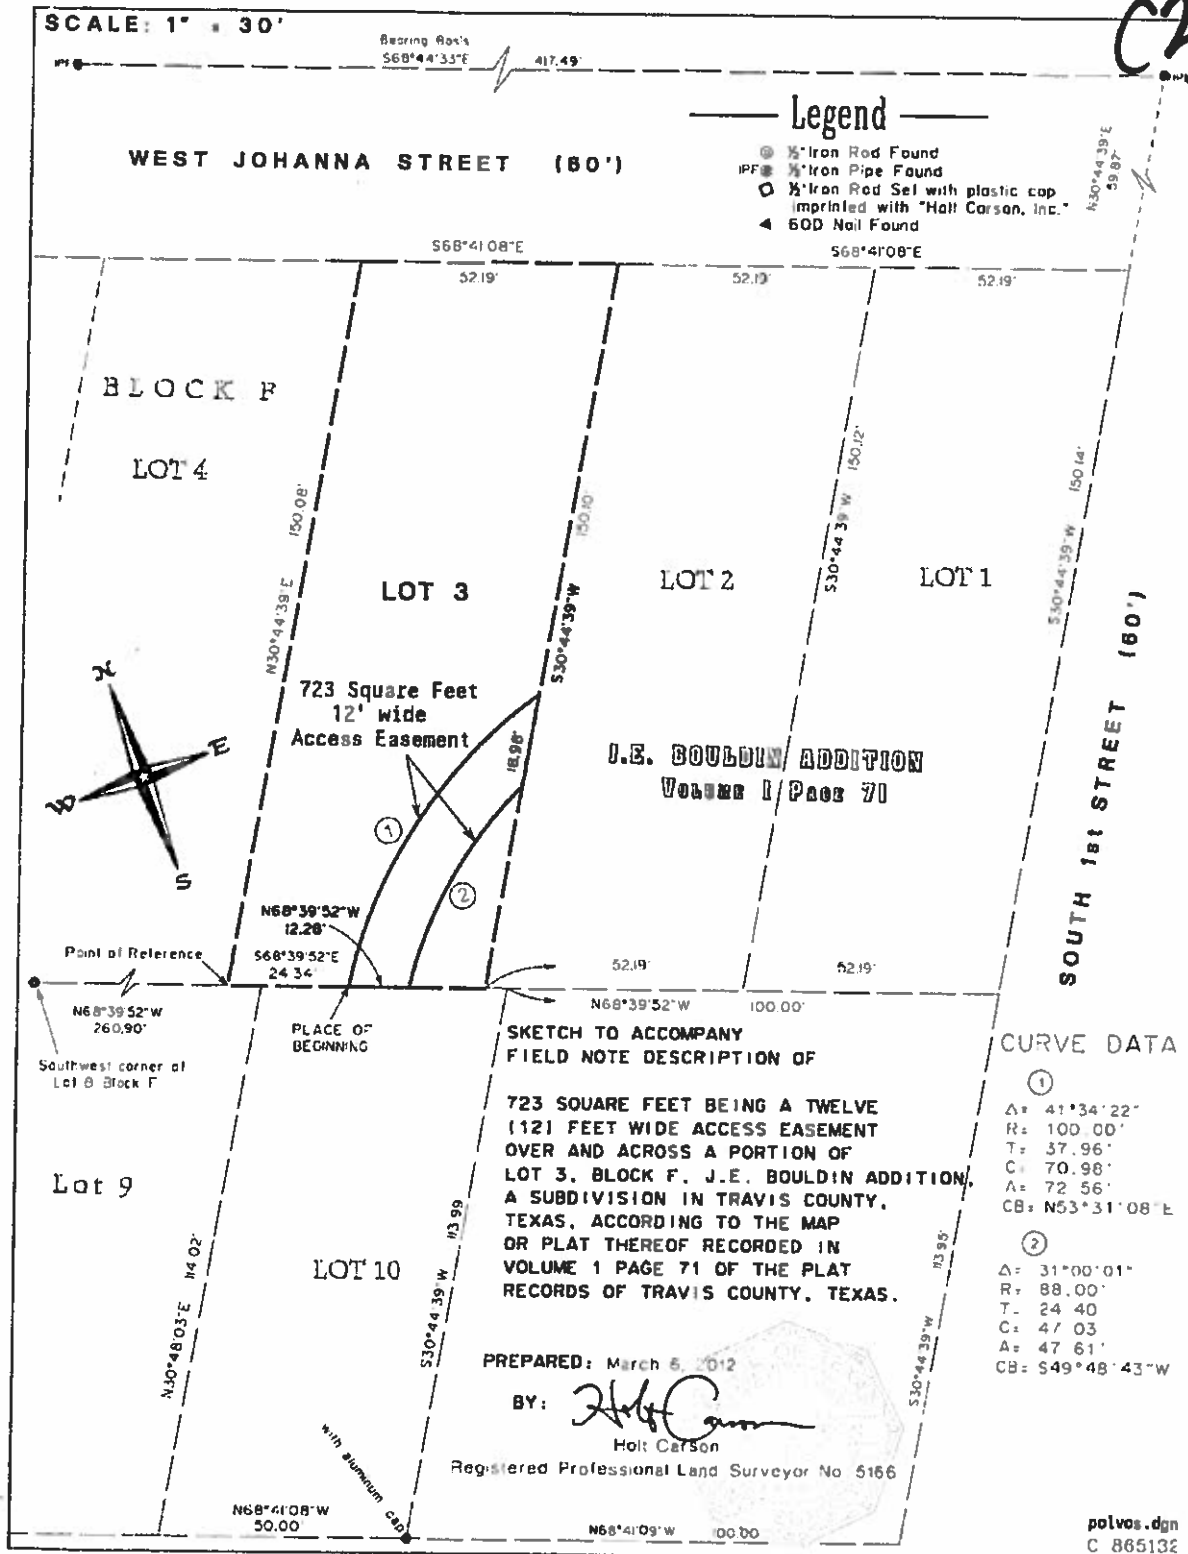 SCALE: 1" = 30'
Bearing Basis
S68°44'33"E
417.49'
IPF
WEST JOHANNA STREET (60')
Legend
½" Iron Rod Found
IPF ½" Iron Pipe Found
½" Iron Rod Set with plastic cap
imprinted with "Holt Carson, Inc."
60D Nail Found
N30°44'39"E
59.87'
S68°41'08"E
S68°41'08"E
52.19'
52.19'
52.19'
BLOCK F
LOT 4
N30°44'39"E 150.08'
LOT 3
S30°44'39"W 150.10'
LOT 2
S30°44'39"W 150.12'
LOT 1
S30°44'39"W 150.14'
SOUTH 1st STREET (60')
723 Square Feet
12' wide
Access Easement
18.98'
J.E. BOULDIN ADDITION
Volume 1 Page 71
N
E
W
S
1
2
N68°39'52"W
12.28'
S68°39'52"E
24.34'
Point of Reference
N68°39'52"W
260.90'
Southwest corner of
Lot 8 Block F
PLACE OF
BEGINNING
52.19'
52.19'
N68°39'52"W 100.00'
SKETCH TO ACCOMPANY
FIELD NOTE DESCRIPTION OF
723 SQUARE FEET BEING A TWELVE
(12) FEET WIDE ACCESS EASEMENT
OVER AND ACROSS A PORTION OF
LOT 3, BLOCK F, J.E. BOULDIN ADDITION,
A SUBDIVISION IN TRAVIS COUNTY,
TEXAS, ACCORDING TO THE MAP
OR PLAT THEREOF RECORDED IN
VOLUME 1 PAGE 71 OF THE PLAT
RECORDS OF TRAVIS COUNTY, TEXAS.
CURVE DATA
1
Δ= 41°34'22"
R= 100.00'
T= 37.96'
C= 70.98'
A= 72.56'
CB= N53°31'08"E
2
Δ= 31°00'01"
R= 88.00'
T= 24.40
C= 47.03
A= 47.61'
CB= S49°48'43"W
Lot 9
N30°48'03"E 114.02'
LOT 10
S30°44'39"W 113.99
S30°44'39"W 113.95'
PREPARED: March 6, 2012
BY: Holt Carson
Holt Carson
Registered Professional Land Surveyor No. 5166
with aluminum cap
N68°41'08"W
50.00'
N68°41'09"W 100.00
polvos.dgn
C 865132